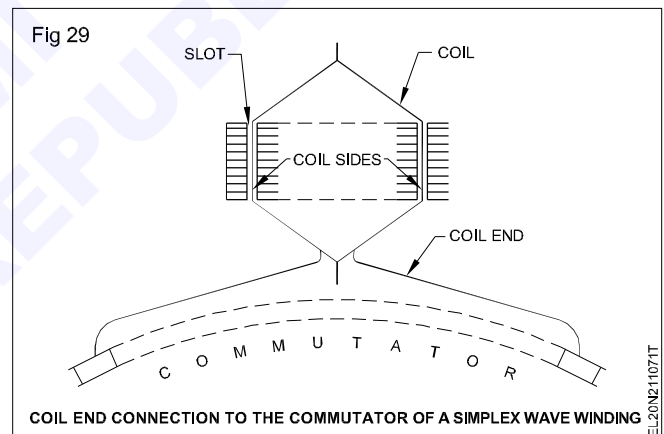 Fig 29
SLOT
COIL
COIL SIDES
COIL END
COMMUTATOR
COIL END CONNECTION TO THE COMMUTATOR OF A SIMPLEX WAVE WINDING
EL20N211071T